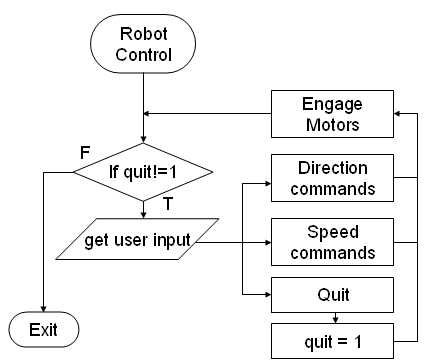 Robot
Control
Engage
Motors
F
If quit!=1
T
Direction
commands
get user input
Speed
commands
Quit
Exit
quit = 1